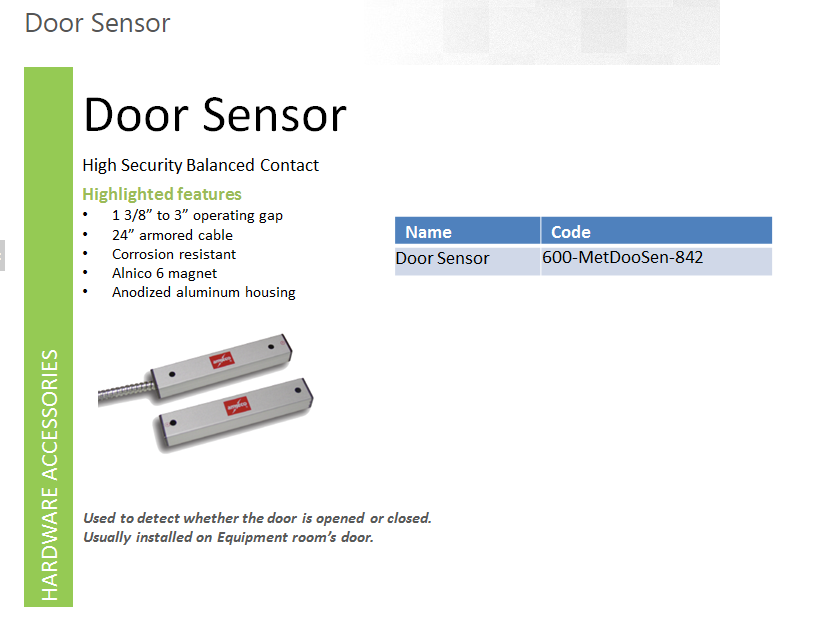 Door Sensor
Door Sensor
High Security Balanced Contact
Highlighted features
• 1 3/8” to 3” operating gap
• 24” armored cable
• Corrosion resistant
• Alnico 6 magnet
• Anodized aluminum housing
Name Code
Door Sensor 600-MetDooSen-842
HARDWARE ACCESSORIES
Used to detect whether the door is opened or closed.
Usually installed on Equipment room’s door.